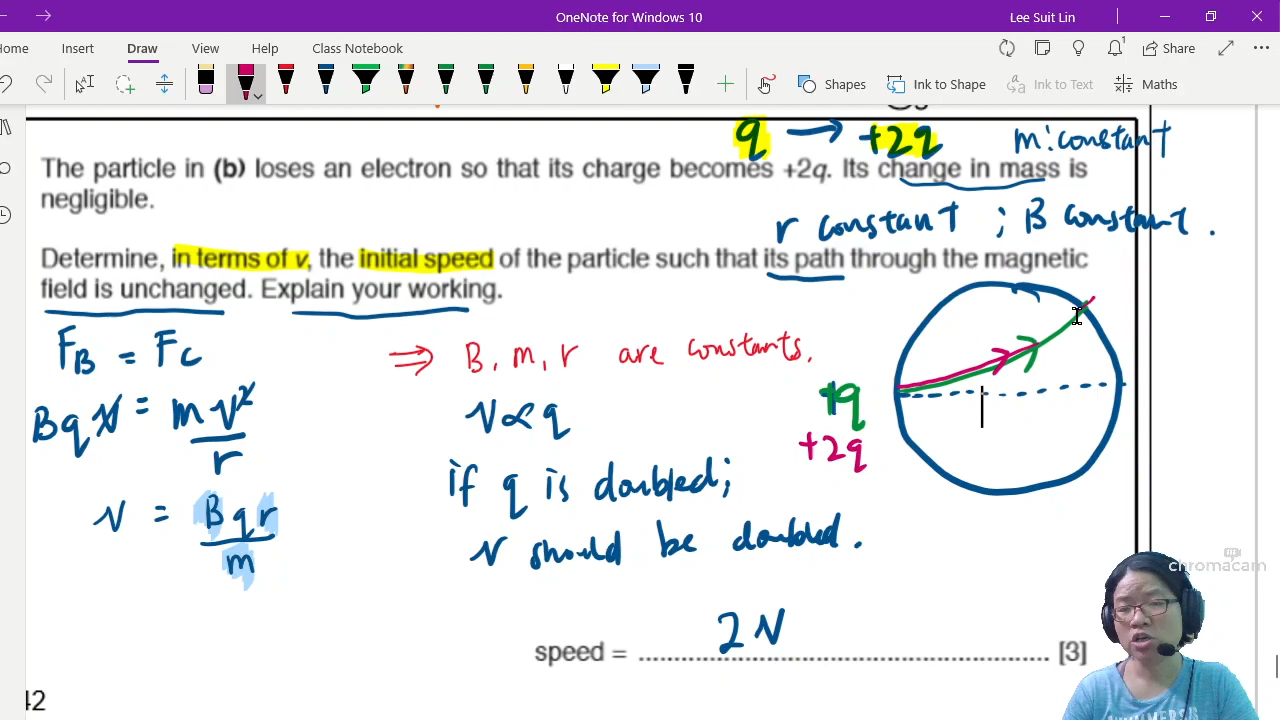 OneNote for Windows 10
Lee Suit Lin
ome Insert Draw View Help Class Notebook
1
Share
Shapes Ink to Shape Ink to Text Maths
q → +2q m : constant
The particle in (b) loses an electron so that its charge becomes +2q. Its change in mass is
negligible.
r constant ; B constant.
Determine, in terms of v, the initial speed of the particle such that its path through the magnetic
field is unchanged. Explain your working.
F_B = F_C
⇒ B, m, r are constants.
Bqv = mv²/r
v ∝ q
+q
+2q
if q is doubled;
v = Bqr/m
v should be doubled.
chromacam
speed = 2v [3]
42